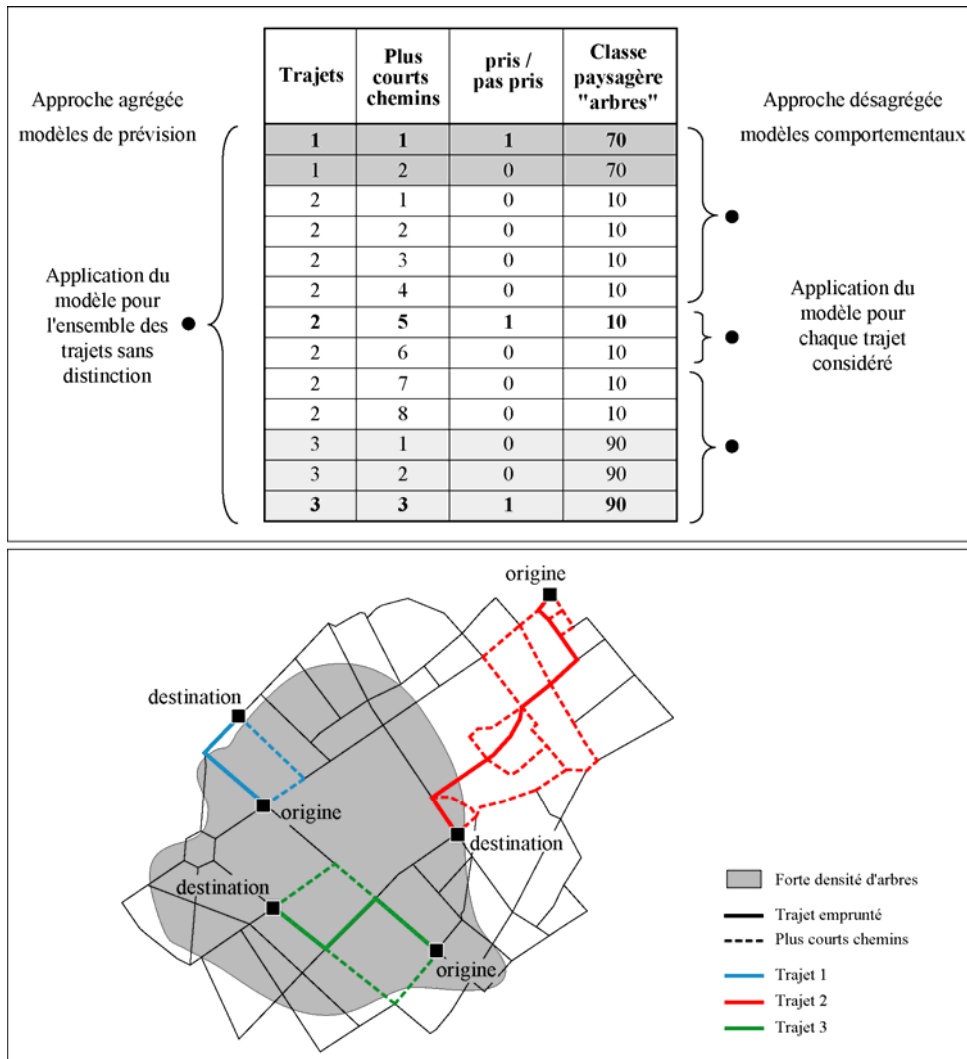 Approche agrégée
modèles de prévision
Application du
modèle pour
l'ensemble des
trajets sans
distinction
Trajets Plus courts chemins pris / pas pris Classe paysagère "arbres"
1 1 1 70
1 2 0 70
2 1 0 10
2 2 0 10
2 3 0 10
2 4 0 10
2 5 1 10
2 6 0 10
2 7 0 10
2 8 0 10
3 1 0 90
3 2 0 90
3 3 1 90
Approche désagrégée
modèles comportementaux
Application du
modèle pour
chaque trajet
considéré
origine
destination
origine
destination
destination
origine
Forte densité d'arbres
Trajet emprunté
Plus courts chemins
Trajet 1
Trajet 2
Trajet 3